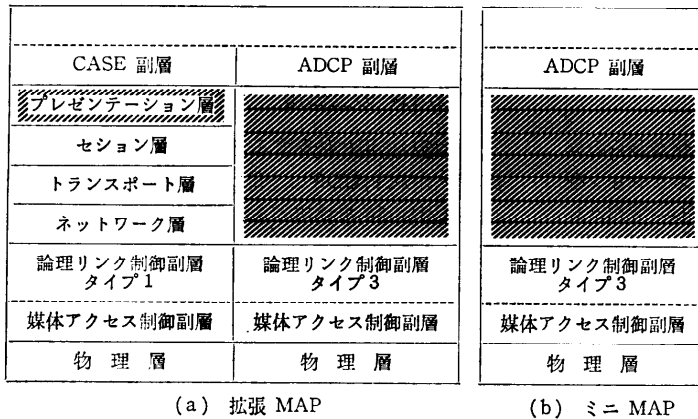 CASE 副層
ADCP 副層
プレゼンテーション層
セション層
トランスポート層
ネットワーク層
論理リンク制御副層
タイプ1
論理リンク制御副層
タイプ3
媒体アクセス制御副層
媒体アクセス制御副層
物 理 層
物 理 層
(a) 拡張 MAP
ADCP 副層
論理リンク制御副層
タイプ3
媒体アクセス制御副層
物 理 層
(b) ミニ MAP